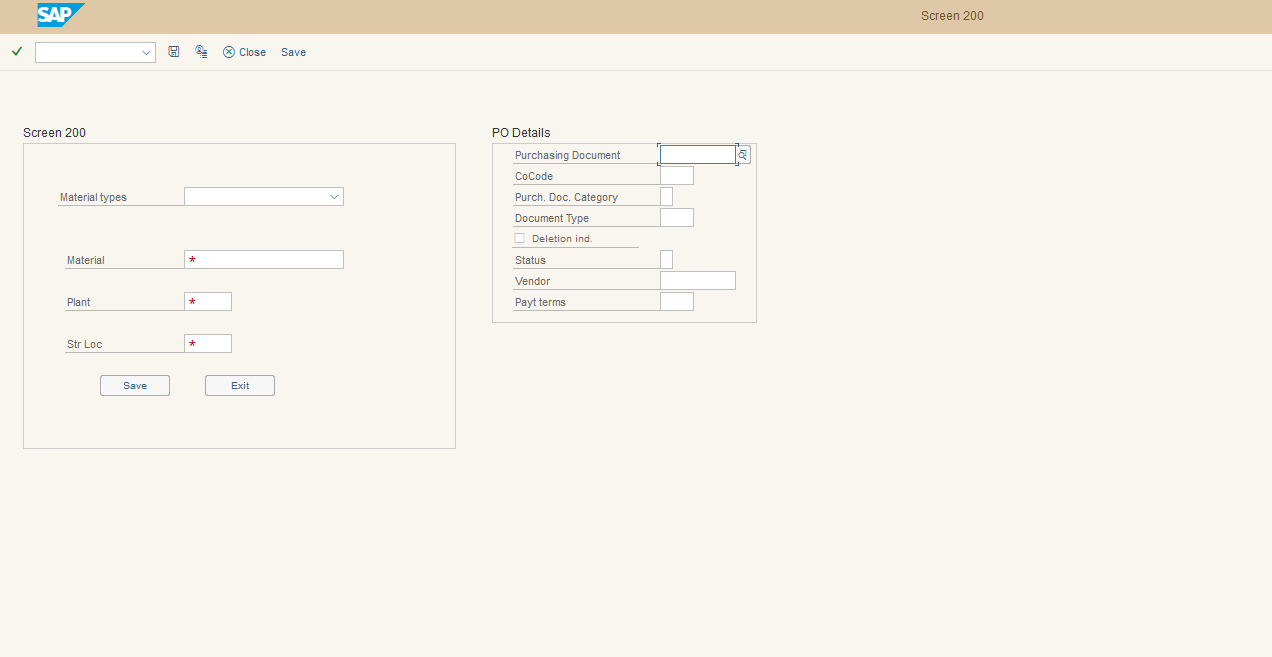 SAP
Screen 200
Close Save
Screen 200
Material types
Material *
Plant *
Str Loc *
Save Exit
PO Details
Purchasing Document
CoCode
Purch. Doc. Category
Document Type
Deletion ind.
Status
Vendor
Payt terms